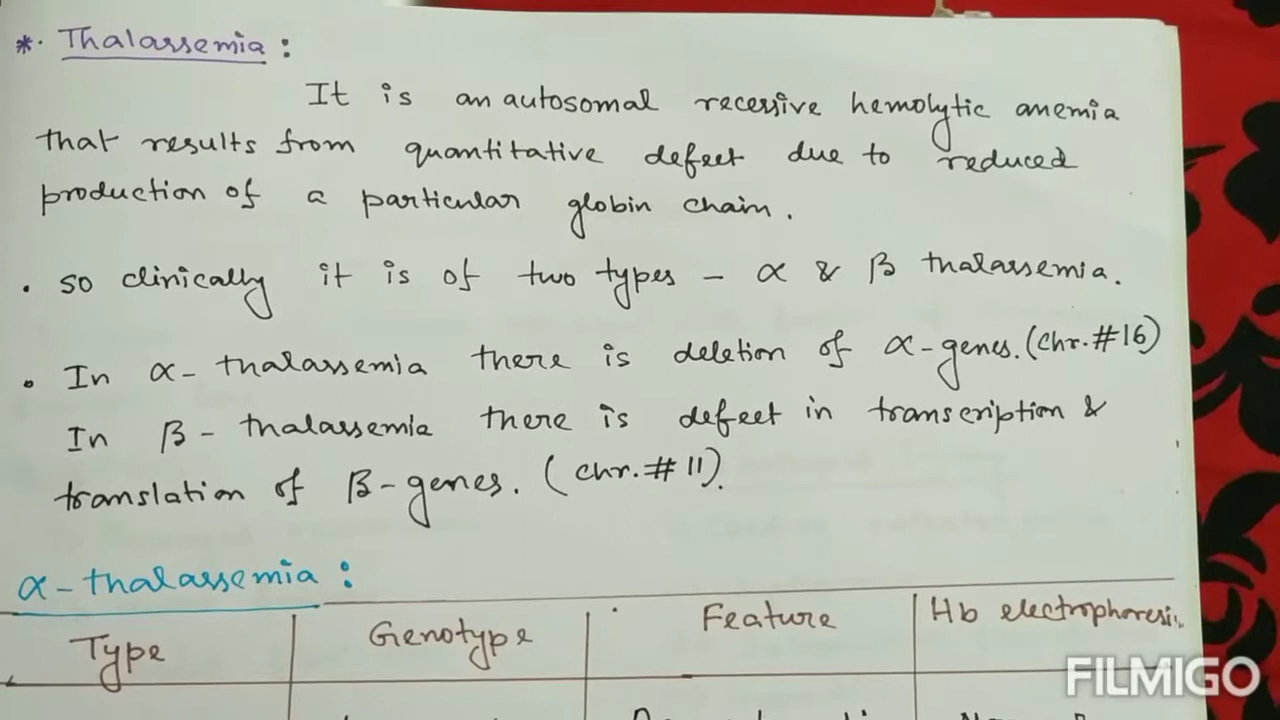 *. Thalassemia :
It is an autosomal recessive hemolytic anemia
that results from quantitative defect due to reduced
production of a particular globin chain.
. so clinically it is of two types - α & β thalassemia.
. In α- thalassemia there is deletion of α-genes. (chr. #16)
In β- thalassemia there is defect in transcription &
translation of β-genes. (chr. # 11).
α- thalassemia :
Type Genotype Feature Hb electrophoresis
FILMIGO